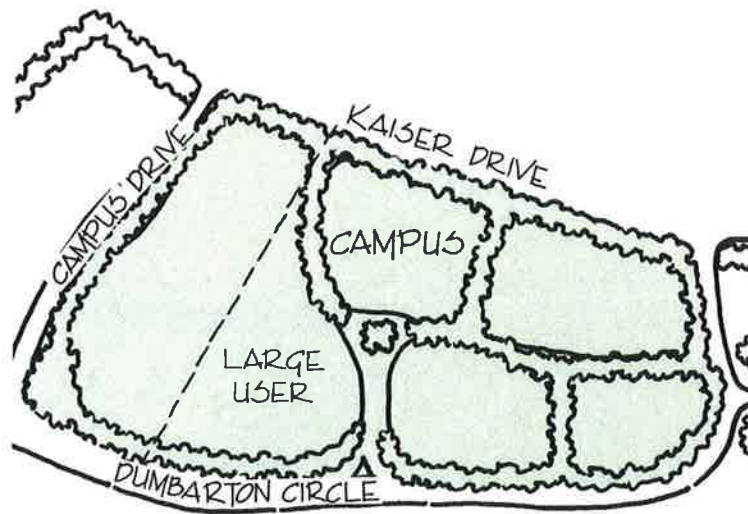 KAISER DRIVE
CAMPUS DRIVE
CAMPUS
LARGE
USER
DUMBARTON CIRCLE